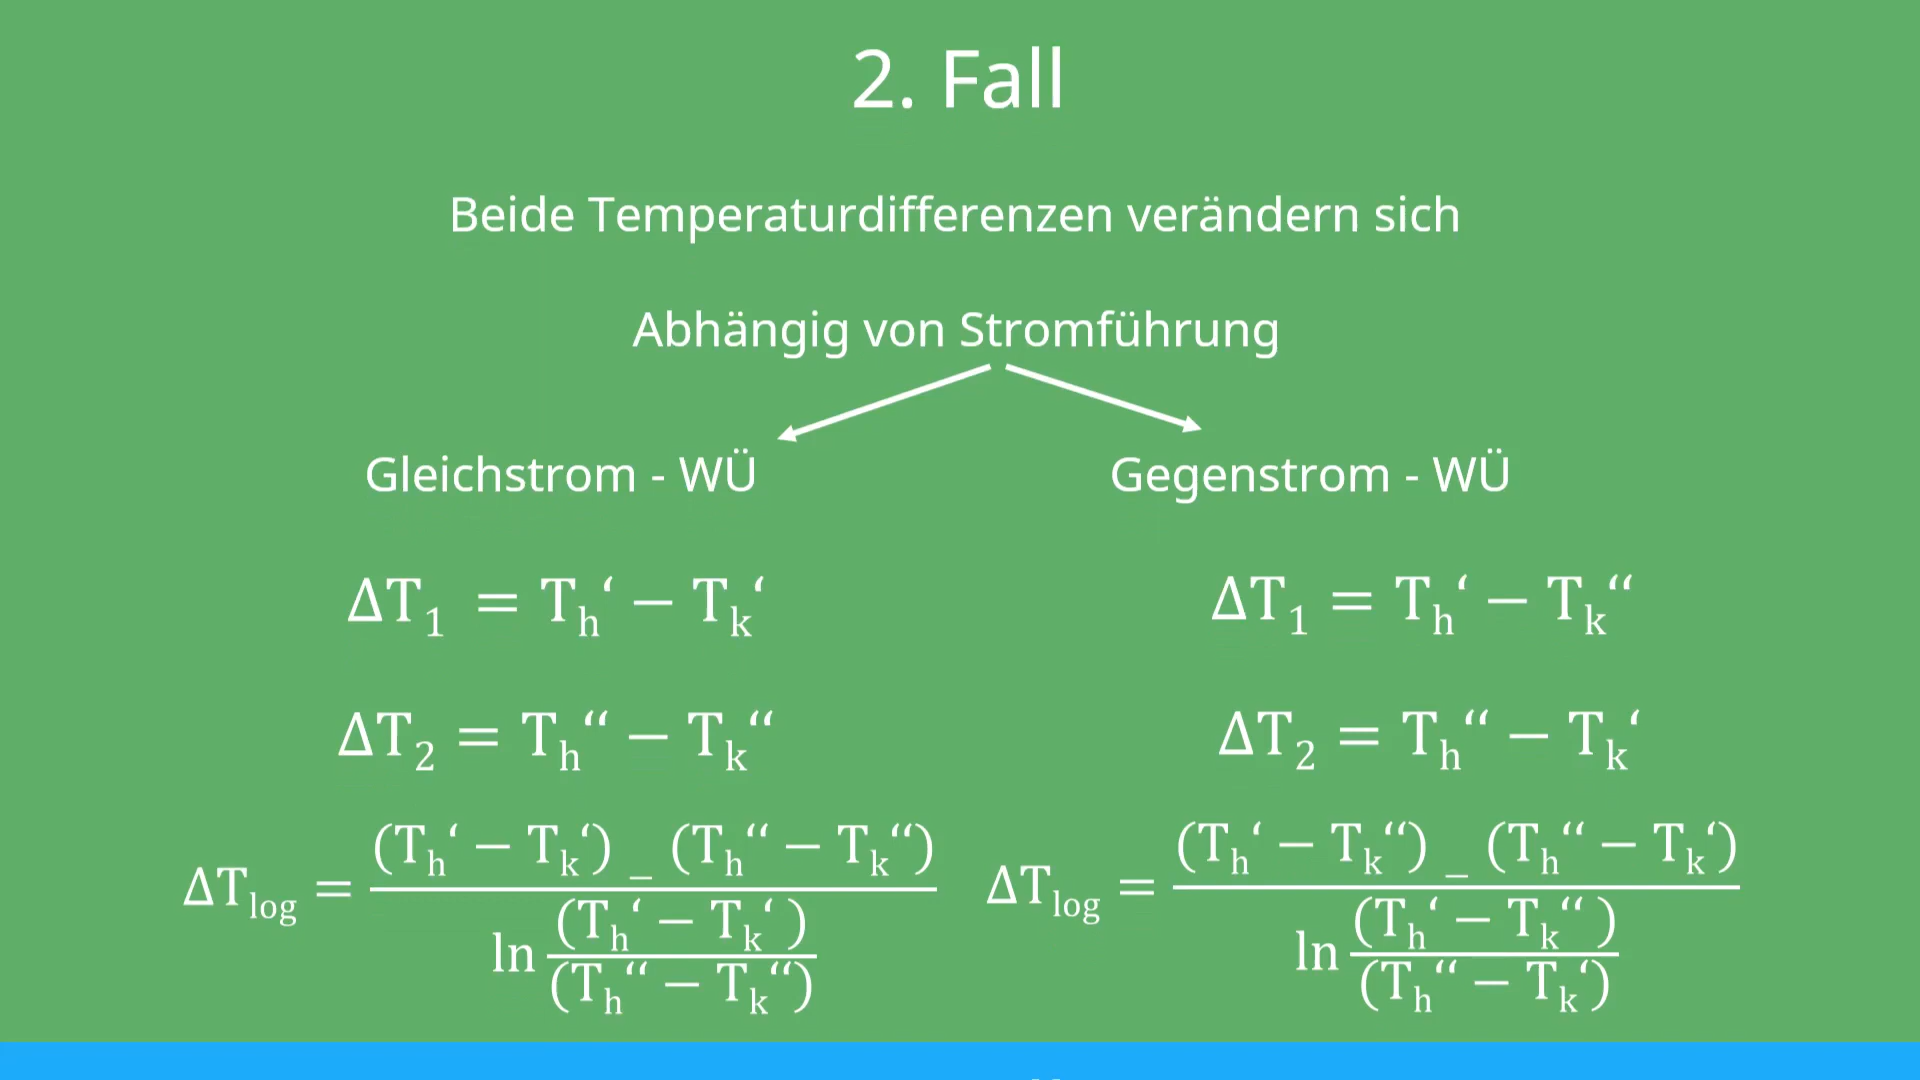 2. Fall
Beide Temperaturdifferenzen verändern sich
Abhängig von Stromführung
Gleichstrom - WÜ
Gegenstrom - WÜ
ΔT₁ = Tₕ‘ − Tₖ‘
ΔT₁ = Tₕ‘ − Tₖ‘‘
ΔT₂ = Tₕ‘‘ − Tₖ‘‘
ΔT₂ = Tₕ‘‘ − Tₖ‘
(Tₕ‘ − Tₖ‘) _ (Tₕ‘‘ − Tₖ‘‘)
ΔTlog =
ln (Tₕ‘ − Tₖ‘ )
(Tₕ‘‘ − Tₖ‘‘)
(Tₕ‘ − Tₖ‘‘) _ (Tₕ‘‘ − Tₖ‘)
ΔTlog =
ln (Tₕ‘ − Tₖ‘‘ )
(Tₕ‘‘ − Tₖ‘)